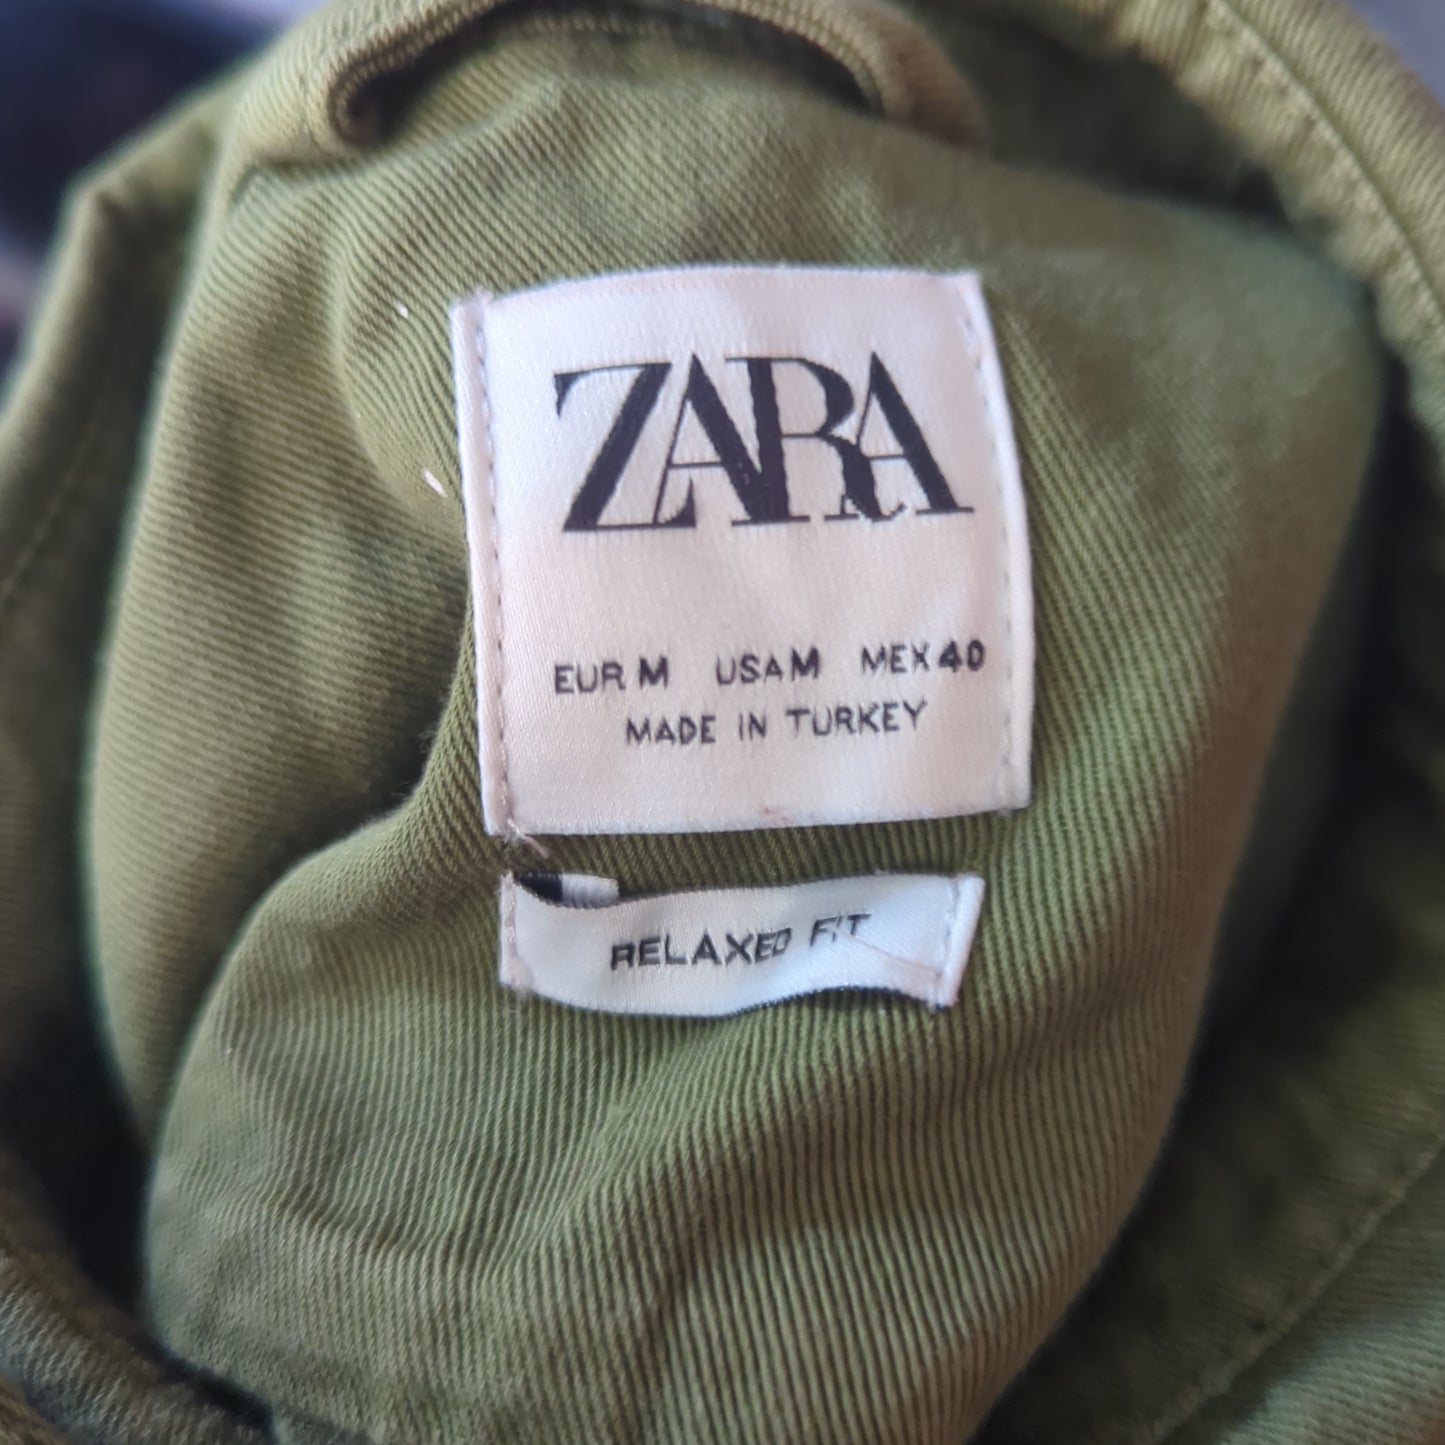 ZARA
EUR M USA M MEX 40
MADE IN TURKEY
RELAXED FIT